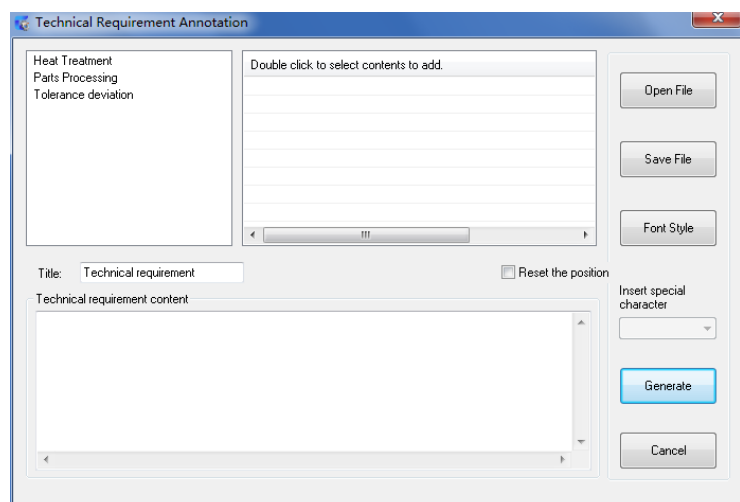 Technical Requirement Annotation
Heat Treatment
Parts Processing
Tolerance deviation
Double click to select contents to add.
Open File
Save File
Font Style
Title:
Technical requirement
Reset the position
Insert special
character
Technical requirement content
Generate
Cancel